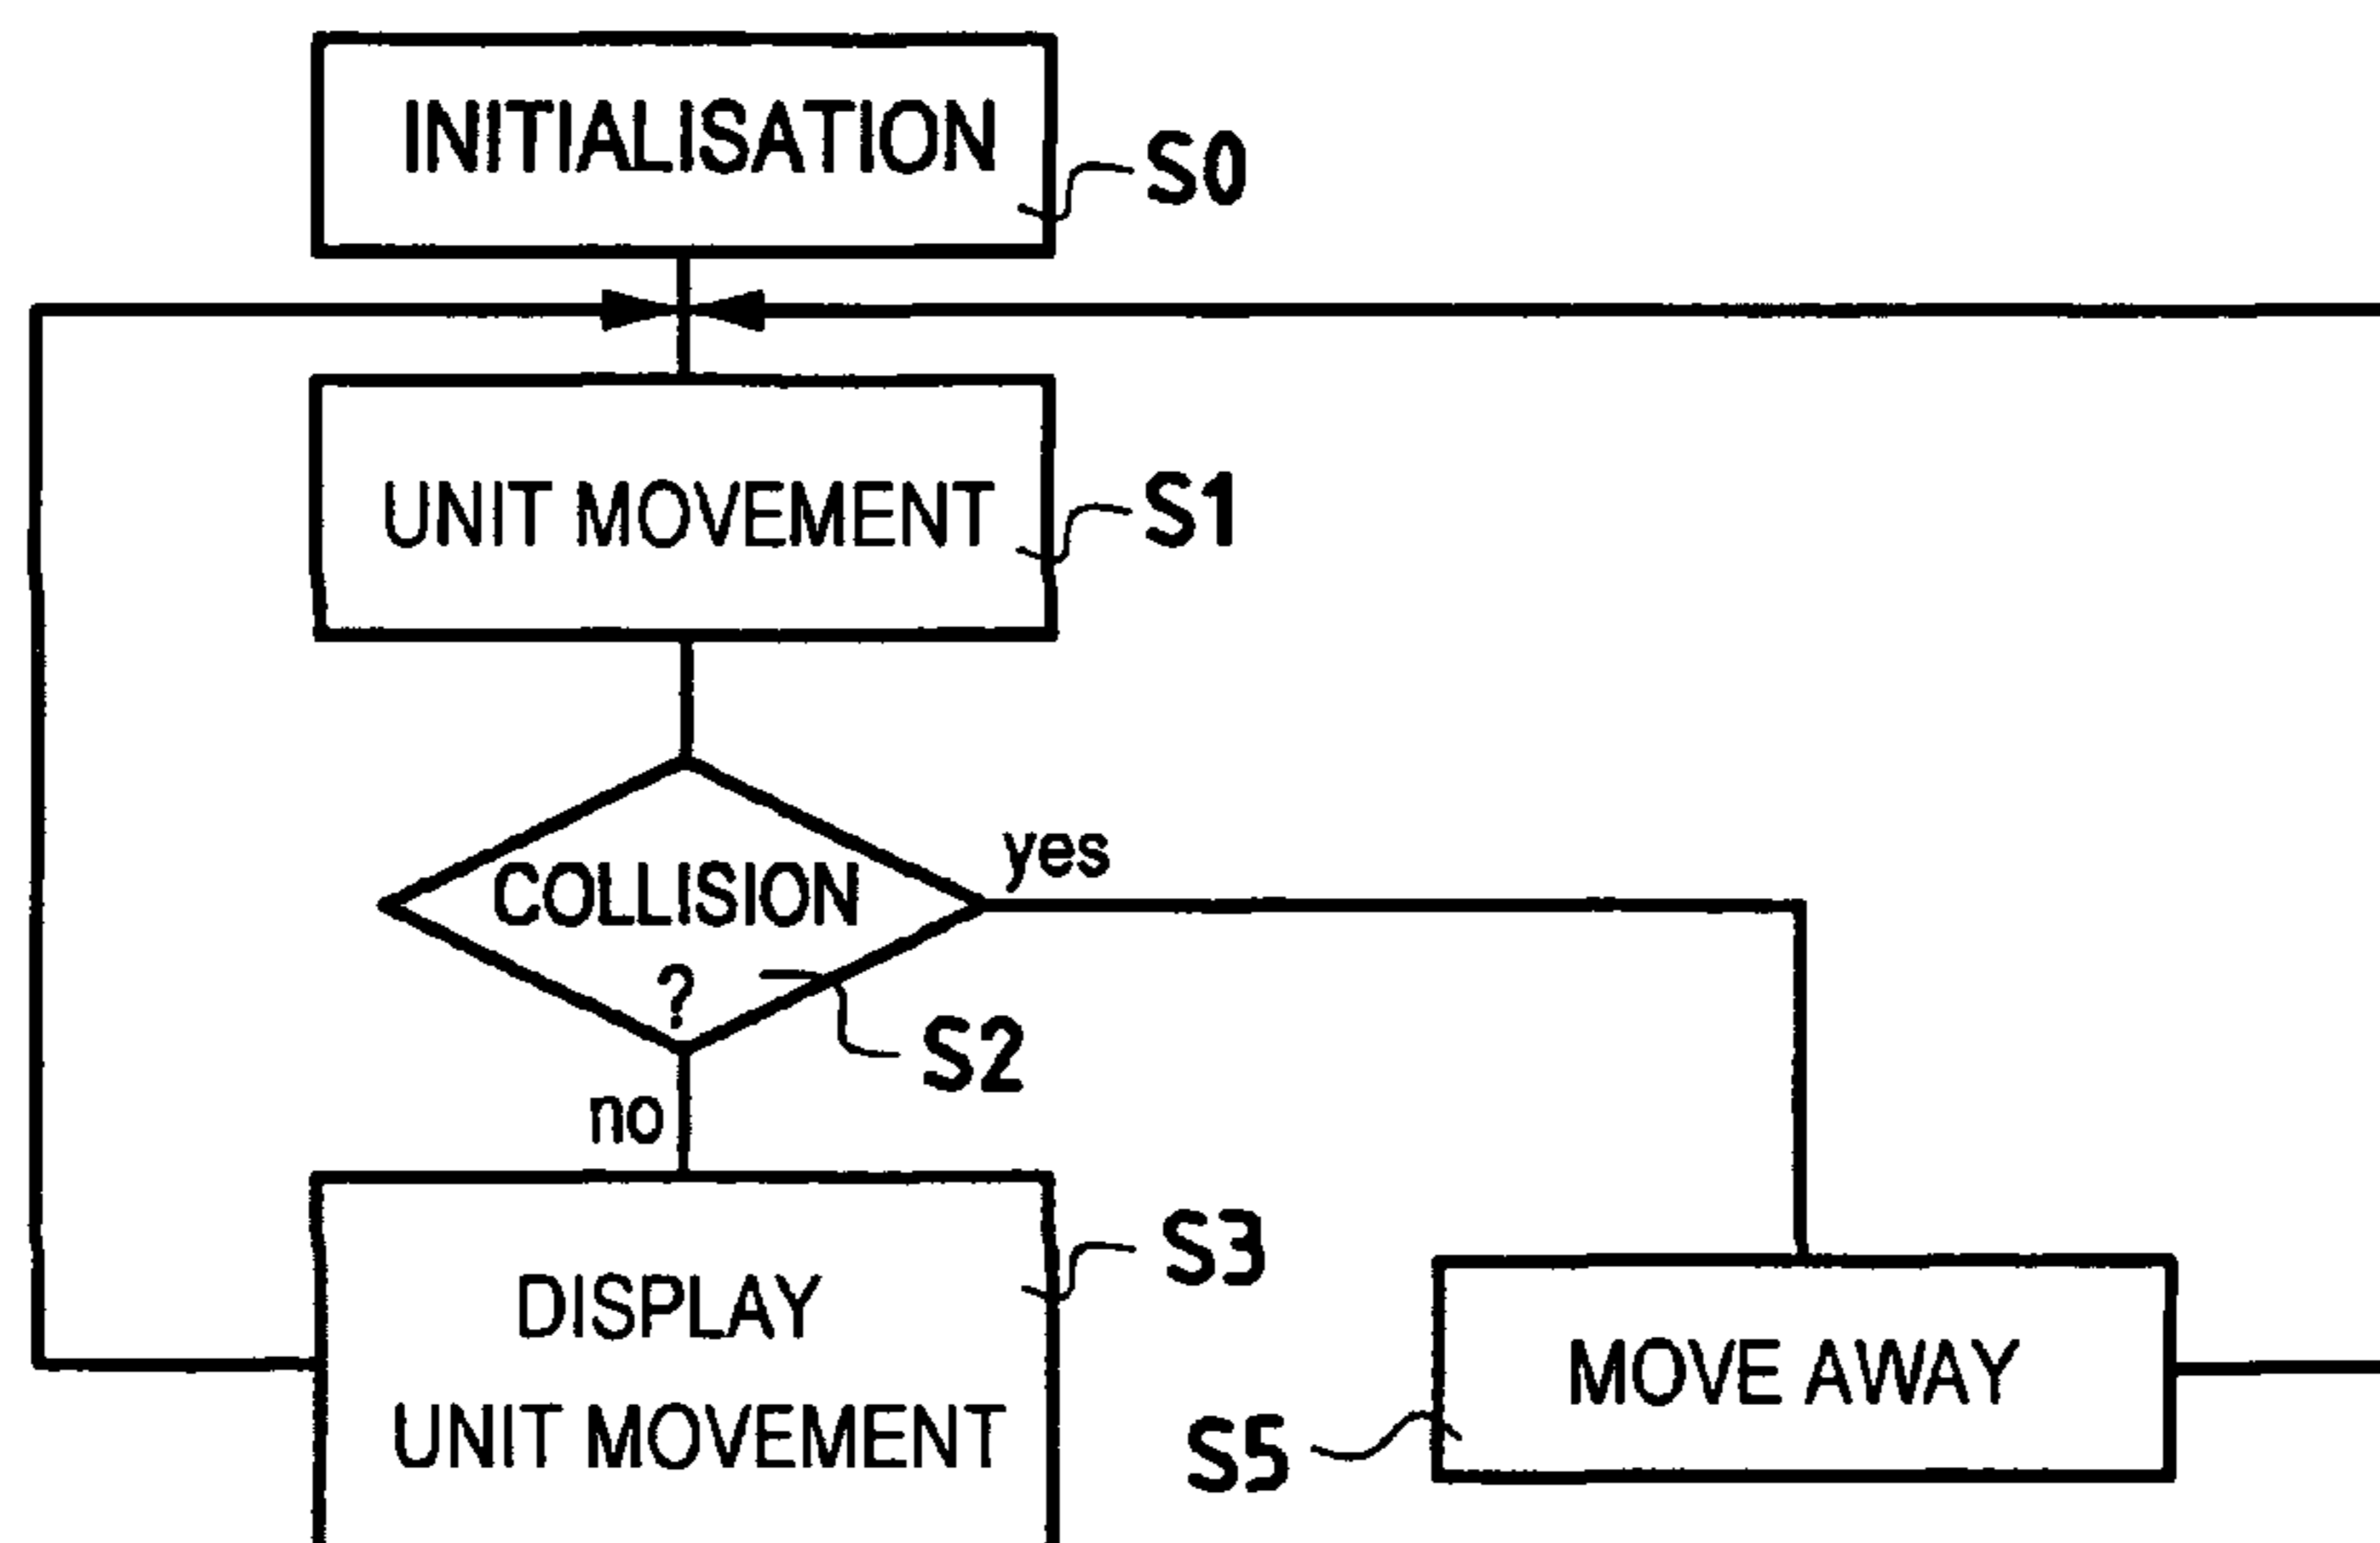 INITIALISATION
S0
UNIT MOVEMENT
S1
yes
COLLISION
?
S2
no
S3
DISPLAY
UNIT MOVEMENT
MOVE AWAY
S5